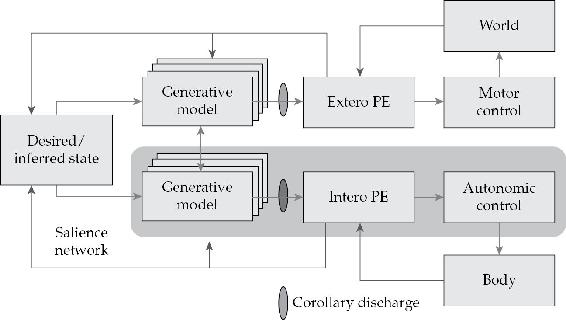 World
Generative
model
Extero PE
Motor
control
Desired/
inferred state
Generative
model
Intero PE
Autonomic
control
Salience
network
Body
Corollary discharge